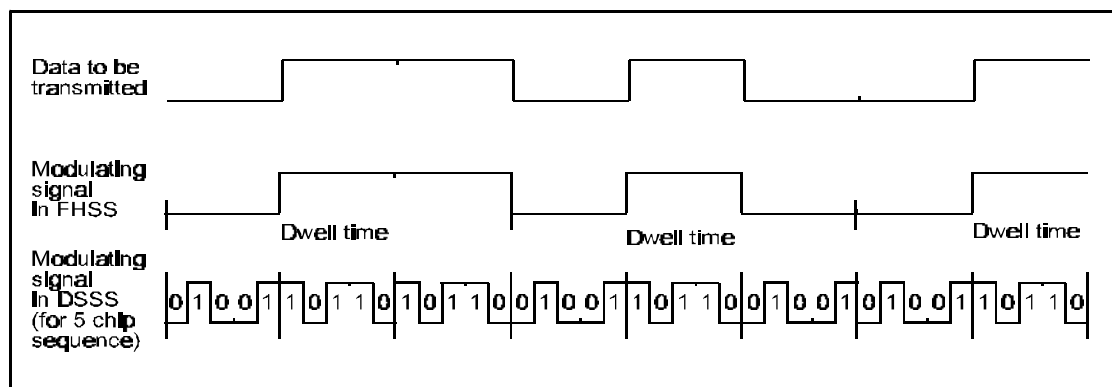 Data to be
transmitted
Modulating
signal
in FHSS
Dwell time
Dwell time
Dwell time
Modulating
signal
in DSSS
(for 5 chip
sequence)
0 1 0 0 1 1 0 1 1 0 1 0 1 1 0 0 1 0 0 1 1 0 1 1 0 0 1 0 0 1 0 1 0 0 1 1 0 1 1 0